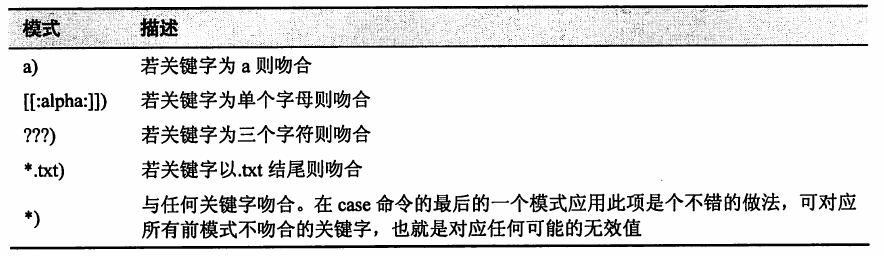 模式 描述
a) 若关键字为 a 则吻合
[[:alpha:]]) 若关键字为单个字母则吻合
???) 若关键字为三个字符则吻合
*.txt) 若关键字以.txt 结尾则吻合
*) 与任何关键字吻合。在 case 命令的最后的一个模式应用此项是个不错的做法，可对应
所有前模式不吻合的关键字，也就是对应任何可能的无效值